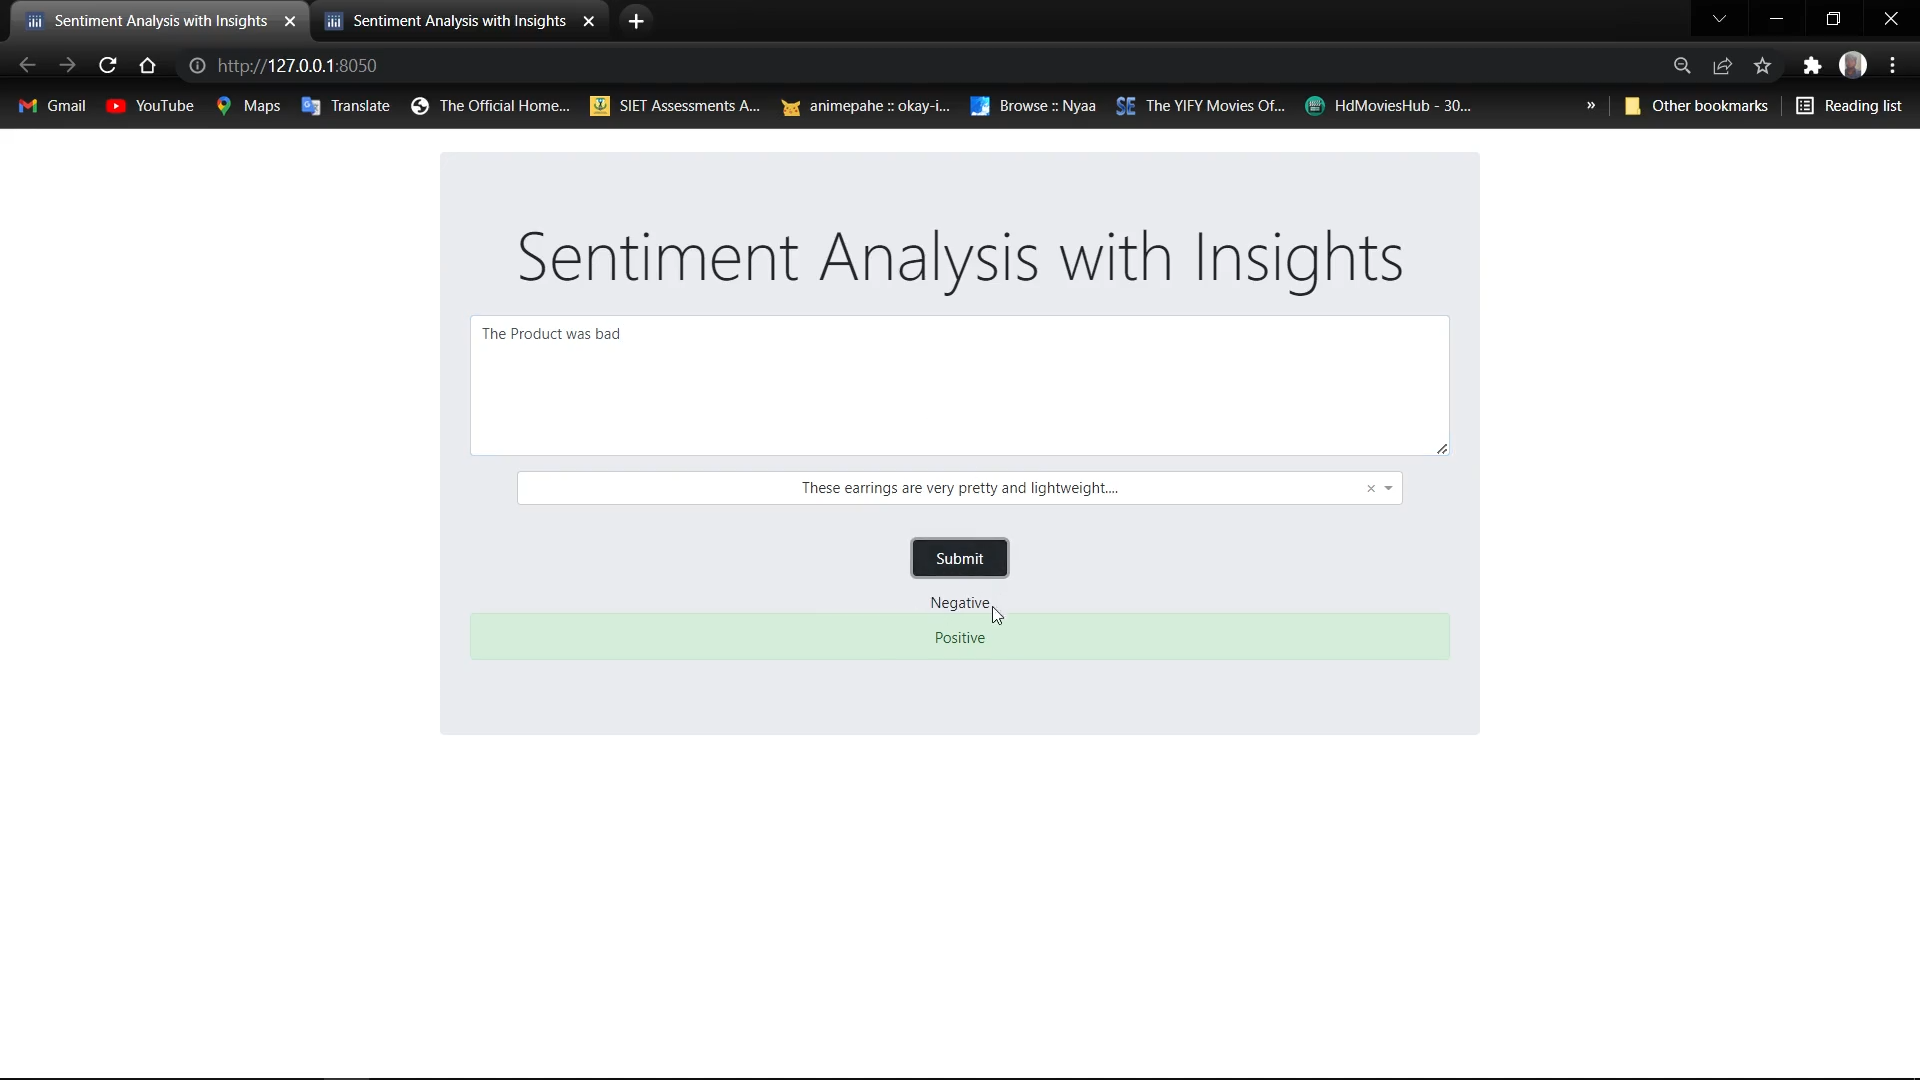 Sentiment Analysis with Insights
Sentiment Analysis with Insights
http://127.0.0.1:8050
Gmail
YouTube
Maps
Translate
The Official Home...
SIET Assessments A...
animepahe :: okay-i...
Browse :: Nyaa
SE The YIFY Movies Of...
HdMoviesHub - 30...
»
Other bookmarks
Reading list
Sentiment Analysis with Insights
The Product was bad
These earrings are very pretty and lightweight....
Submit
Negative
Positive